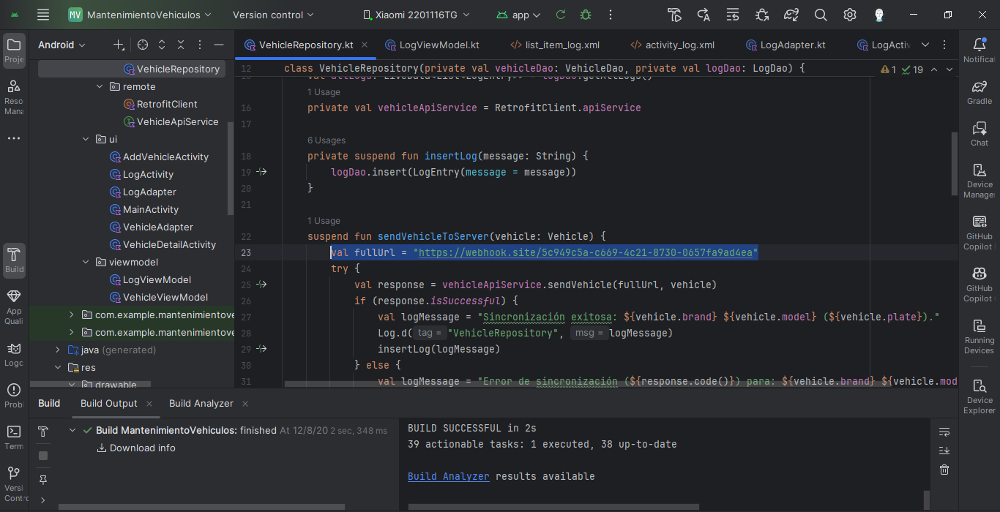 MV MantenimientoVehiculos Version control Xiaomi 2201116TG app
Proje
Reso
Mana
Build
App
Quali
Logc
Probl
Term
Versi
Contro
Android
VehicleRepository
remote
RetrofitClient
VehicleApiService
ui
AddVehicleActivity
LogActivity
LogAdapter
MainActivity
VehicleAdapter
VehicleDetailActivity
viewmodel
LogViewModel
VehicleViewModel
com.example.mantenimientove
com.example.mantenimientove
java (generated)
res
drawable
VehicleRepository.kt LogViewModel.kt list_item_log.xml activity_log.xml LogAdapter.kt LogActiv
12 class VehicleRepository(private val vehicleDao: VehicleDao, private val logDao: LogDao) {
1 19
val allLogs: LiveData<List<LogEntry>> = logDao.getAllLogs()
1 Usage
16 private val vehicleApiService = RetrofitClient.apiService
17
6 Usages
18 private suspend fun insertLog(message: String) {
19 logDao.insert(LogEntry(message = message))
20 }
21
1 Usage
22 suspend fun sendVehicleToServer(vehicle: Vehicle) {
23 val fullUrl = "https://webhook.site/5c949c5a-c669-4c21-8730-0657fa9ad4ea"
24 try {
25 val response = vehicleApiService.sendVehicle(fullUrl, vehicle)
26 if (response.isSuccessful) {
27 val logMessage = "Sincronización exitosa: ${vehicle.brand} ${vehicle.model} (${vehicle.plate})."
28 Log.d( tag = "VehicleRepository", msg = logMessage)
29 insertLog(logMessage)
30 } else {
31 val logMessage = "Error de sincronización (${response.code()}) para: ${vehicle.brand} ${vehicle.mod
Notificat
Gradle
Chat
Device
Manager
GitHub
Copilot
GitHub
Copilot
Running
Devices
Device
Explorer
Build Build Output Build Analyzer
Build MantenimientoVehiculos: finished At 12/8/20 2 sec, 348 ms
Download info
BUILD SUCCESSFUL in 2s
39 actionable tasks: 1 executed, 38 up-to-date
Build Analyzer results available